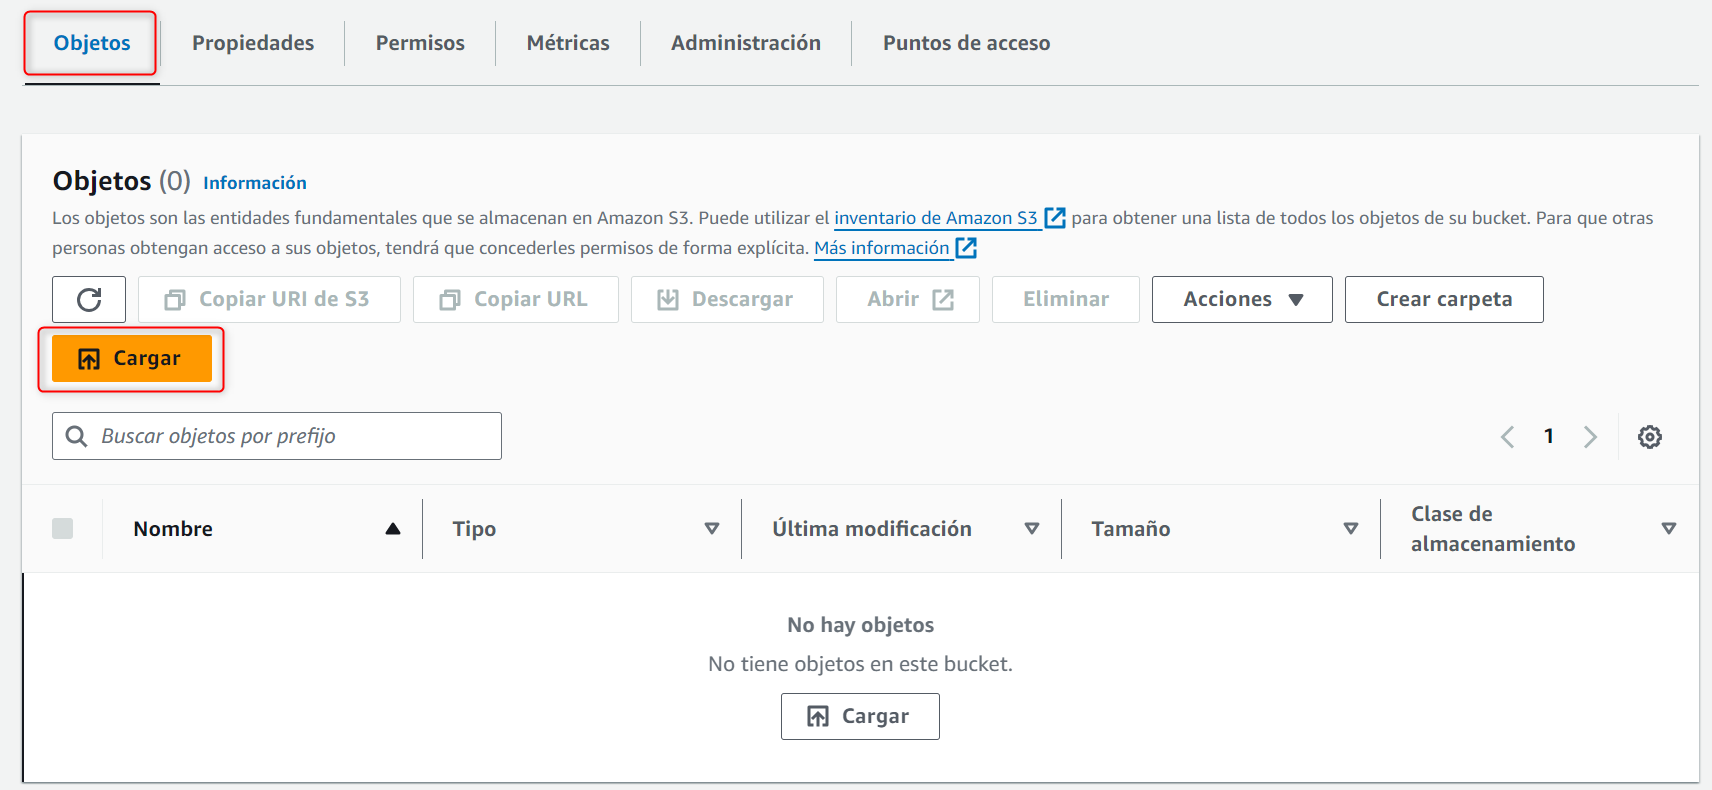 Objetos Propiedades Permisos Métricas Administración Puntos de acceso
Objetos (0) Información
Los objetos son las entidades fundamentales que se almacenan en Amazon S3. Puede utilizar el inventario de Amazon S3 para obtener una lista de todos los objetos de su bucket. Para que otras
personas obtengan acceso a sus objetos, tendrá que concederles permisos de forma explícita. Más información
Copiar URI de S3 Copiar URL Descargar Abrir Eliminar Acciones Crear carpeta
Cargar
Buscar objetos por prefijo 1
Nombre Tipo Última modificación Tamaño Clase de
almacenamiento
No hay objetos
No tiene objetos en este bucket.
Cargar